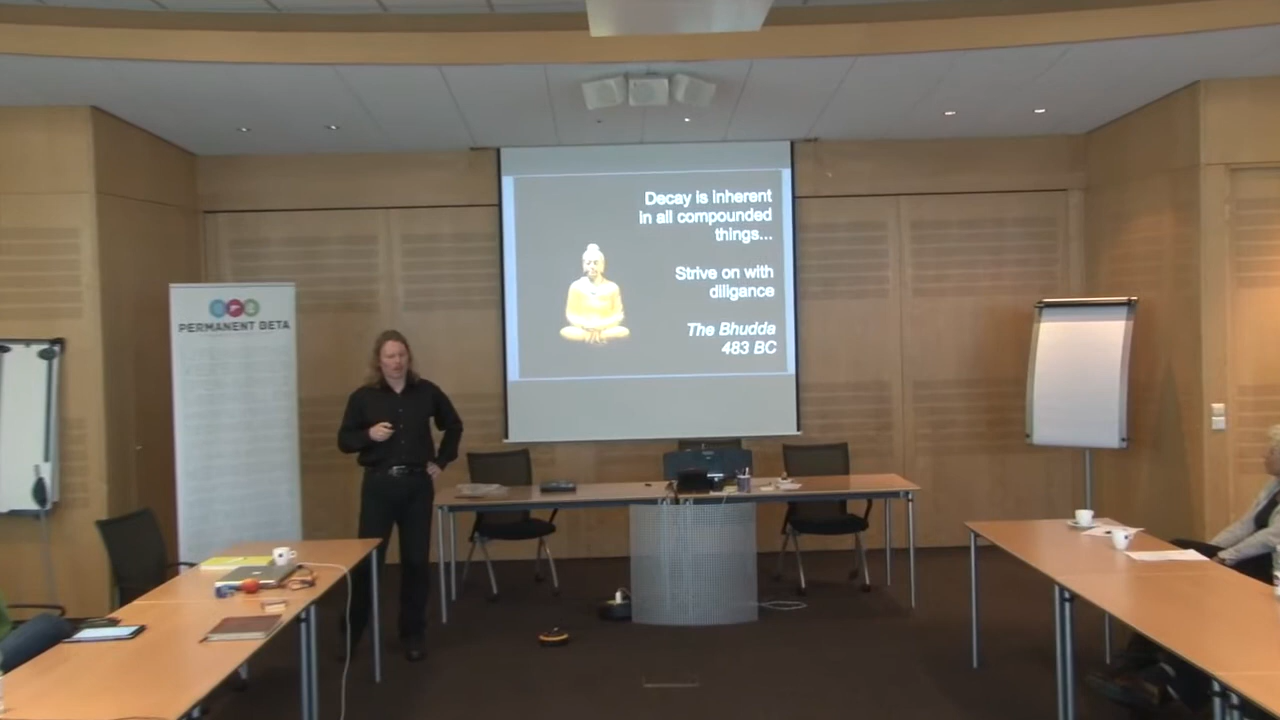 PERMANENT BETA
Decay is inherent
in all compounded
things...
Strive on with
diligance
The Bhudda
483 BC